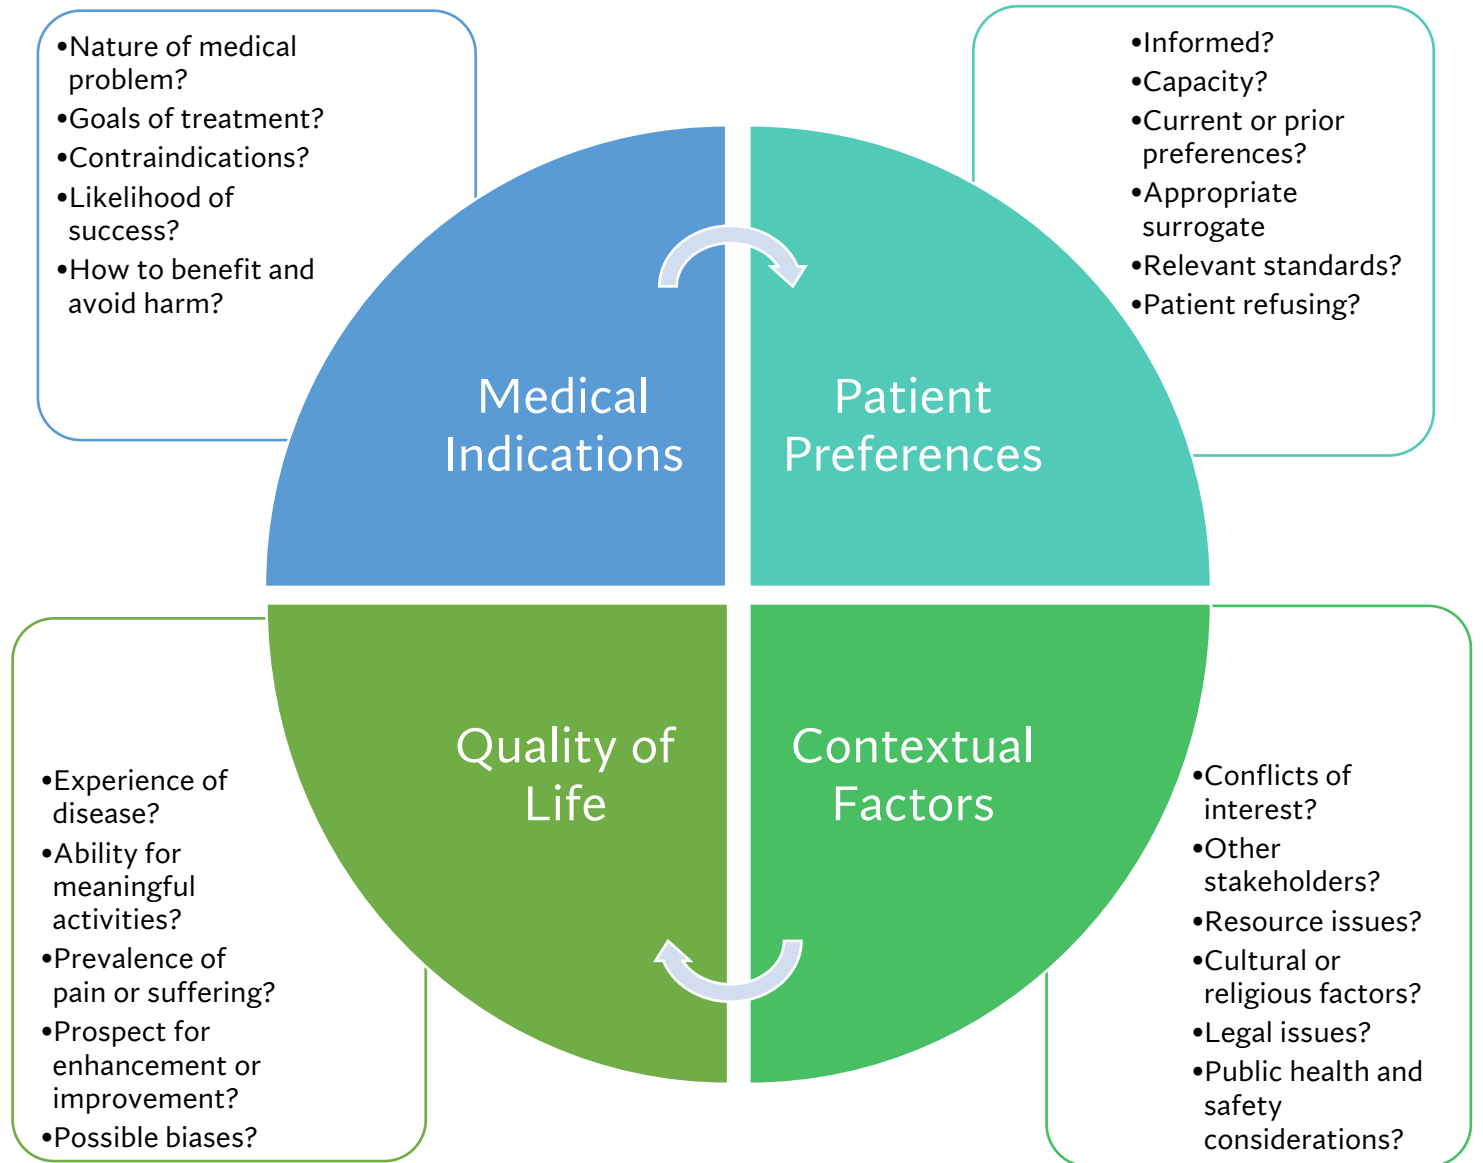 •Nature of medical
problem?
•Goals of treatment?
•Contraindications?
•Likelihood of
success?
•How to benefit and
avoid harm?
•Informed?
•Capacity?
•Current or prior
preferences?
•Appropriate
surrogate
•Relevant standards?
•Patient refusing?
Medical
Indications
Patient
Preferences
Quality of
Life
Contextual
Factors
•Experience of
disease?
•Ability for
meaningful
activities?
•Prevalence of
pain or suffering?
•Prospect for
enhancement or
improvement?
•Possible biases?
•Conflicts of
interest?
•Other
stakeholders?
•Resource issues?
•Cultural or
religious factors?
•Legal issues?
•Public health and
safety
considerations?